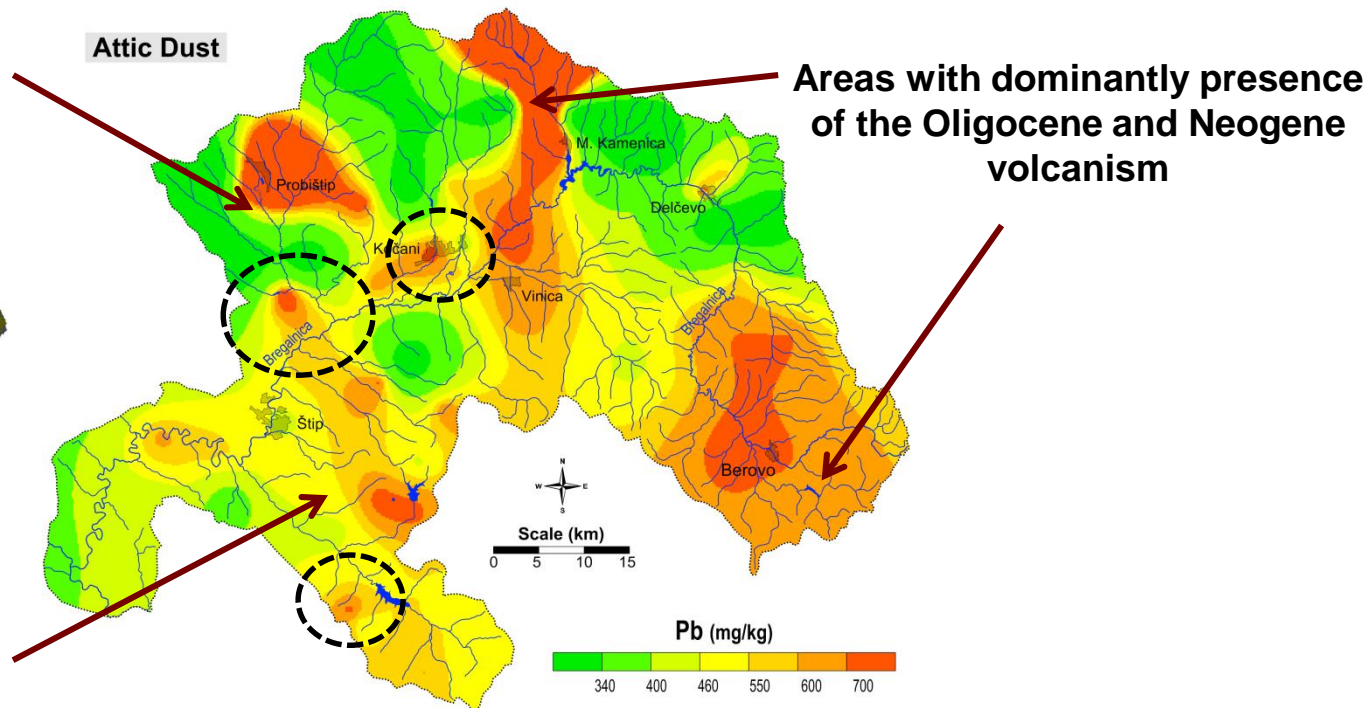 Attic Dust
Areas with dominantly presence
of the Oligocene and Neogene
volcanism
M. Kamenica
Probištip
Delčevo
Kočani
Vinica
Bregalnica
Bregalnica
Štip
Berovo
N
W E
S
Scale (km)
0 5 10 15
Pb (mg/kg)
340 400 460 550 600 700